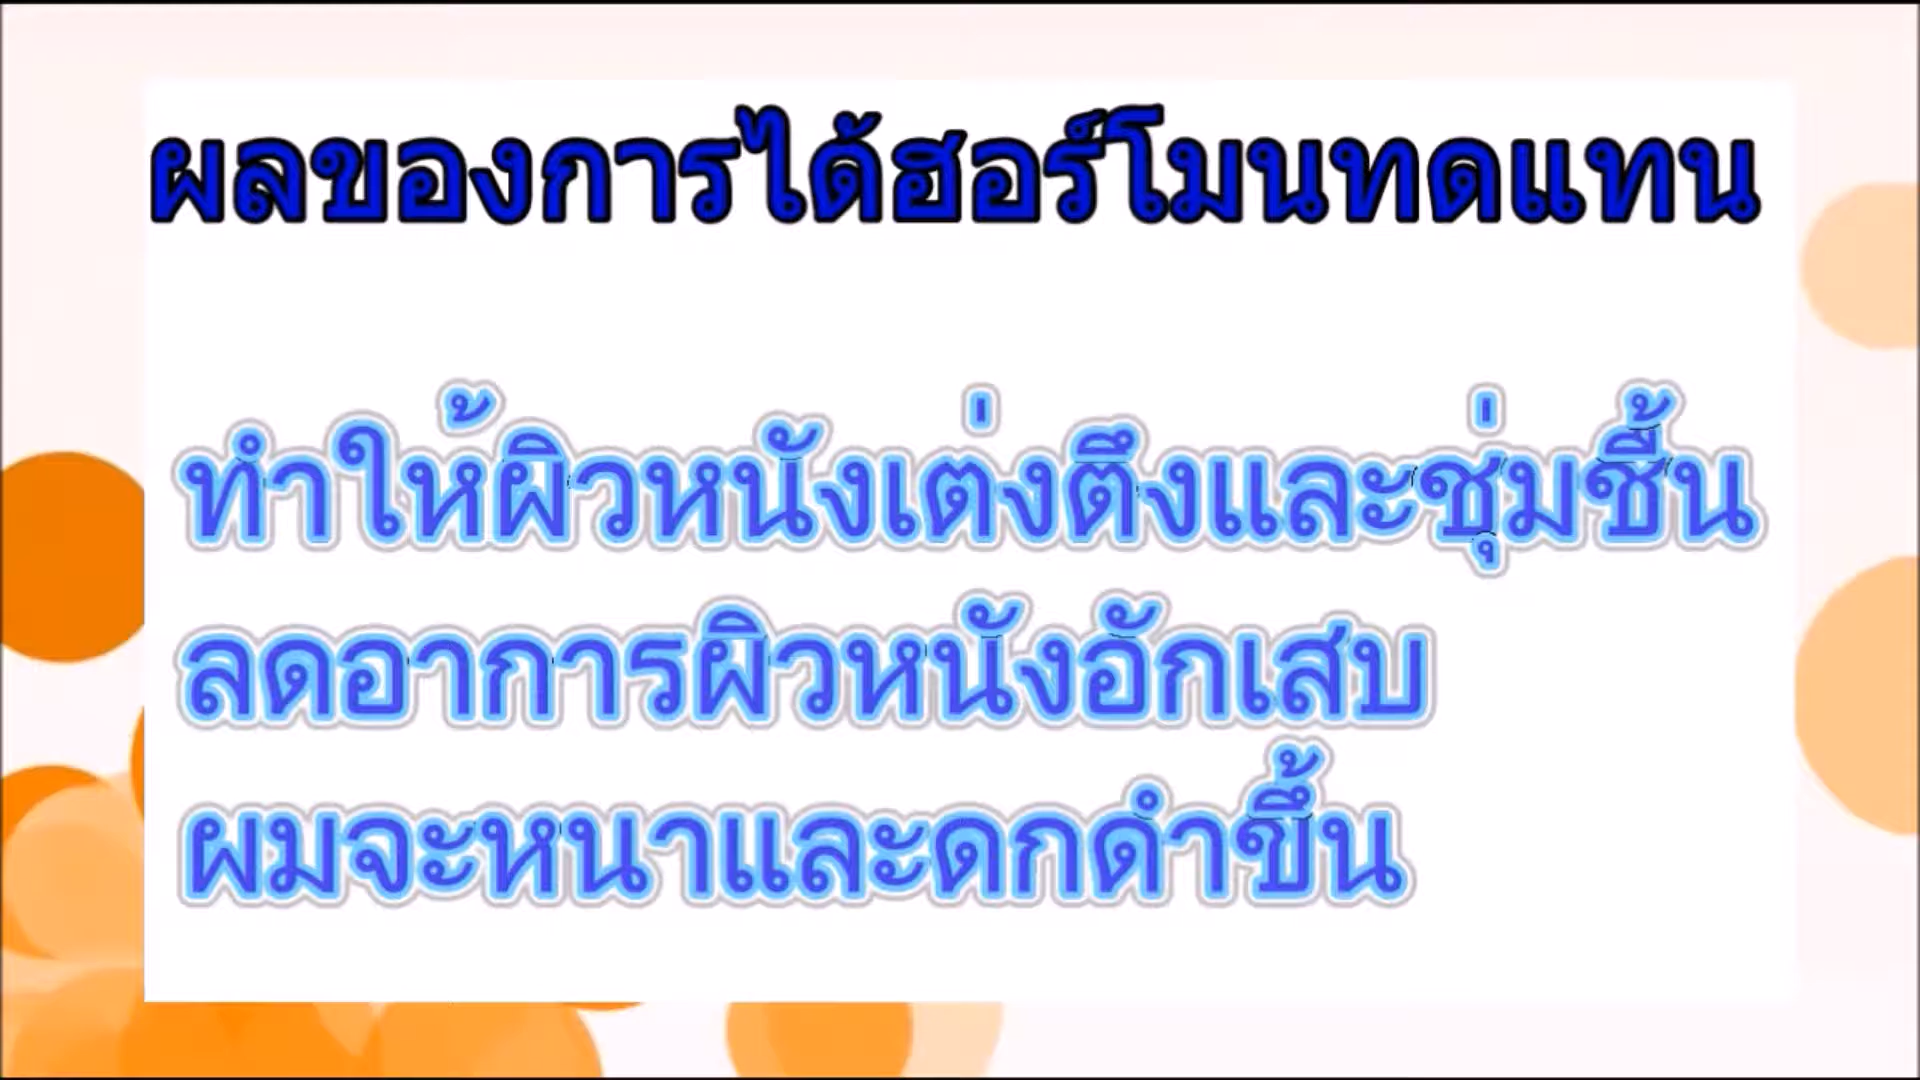 ผลของการได้ฮอร์โมนทดแทน
ทำให้ผิวหนังเต่งตึงและชุ่มชื้น
ลดอาการผิวหนังอักเสบ
ผมจะหนาและดกดำขึ้น